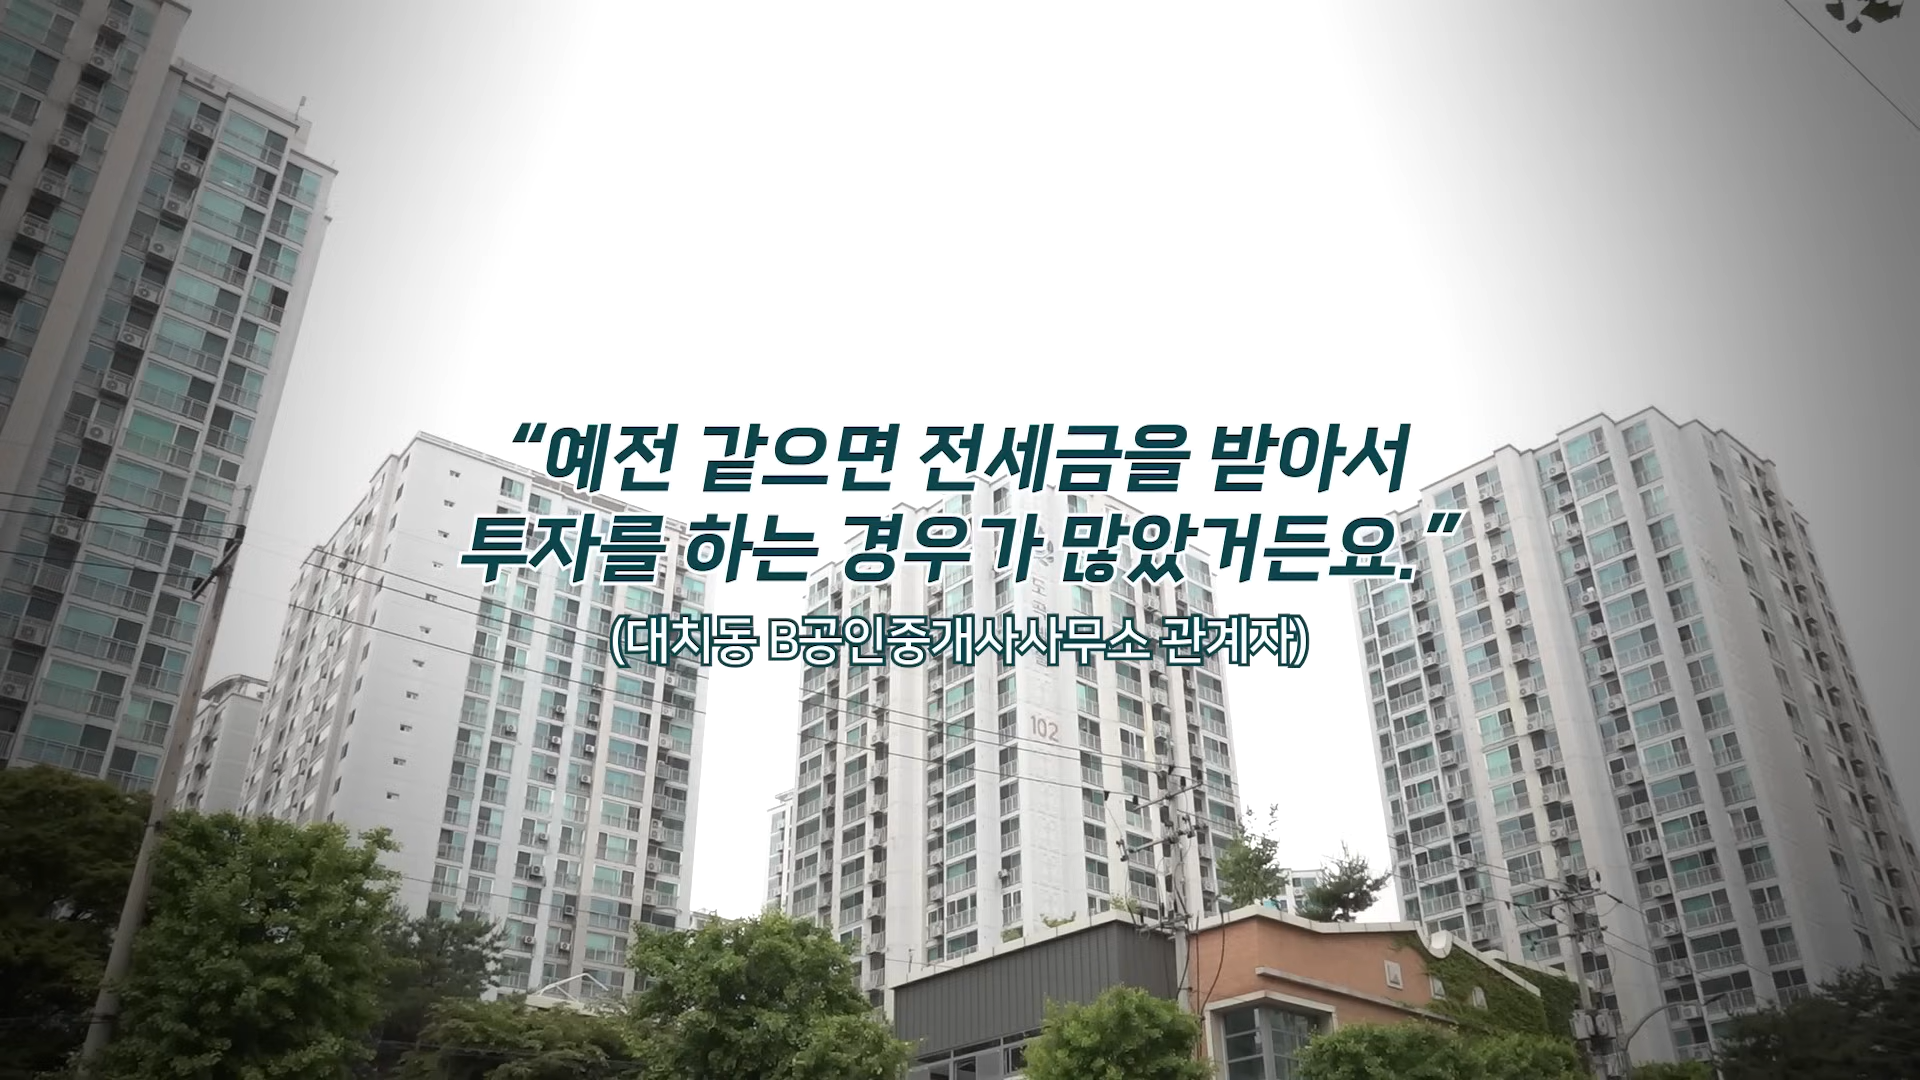 “예전 같으면 전세금을 받아서
투자를 하는 경우가 많았거든요.”
(대치동 B공인중개사사무소 관계자)
102